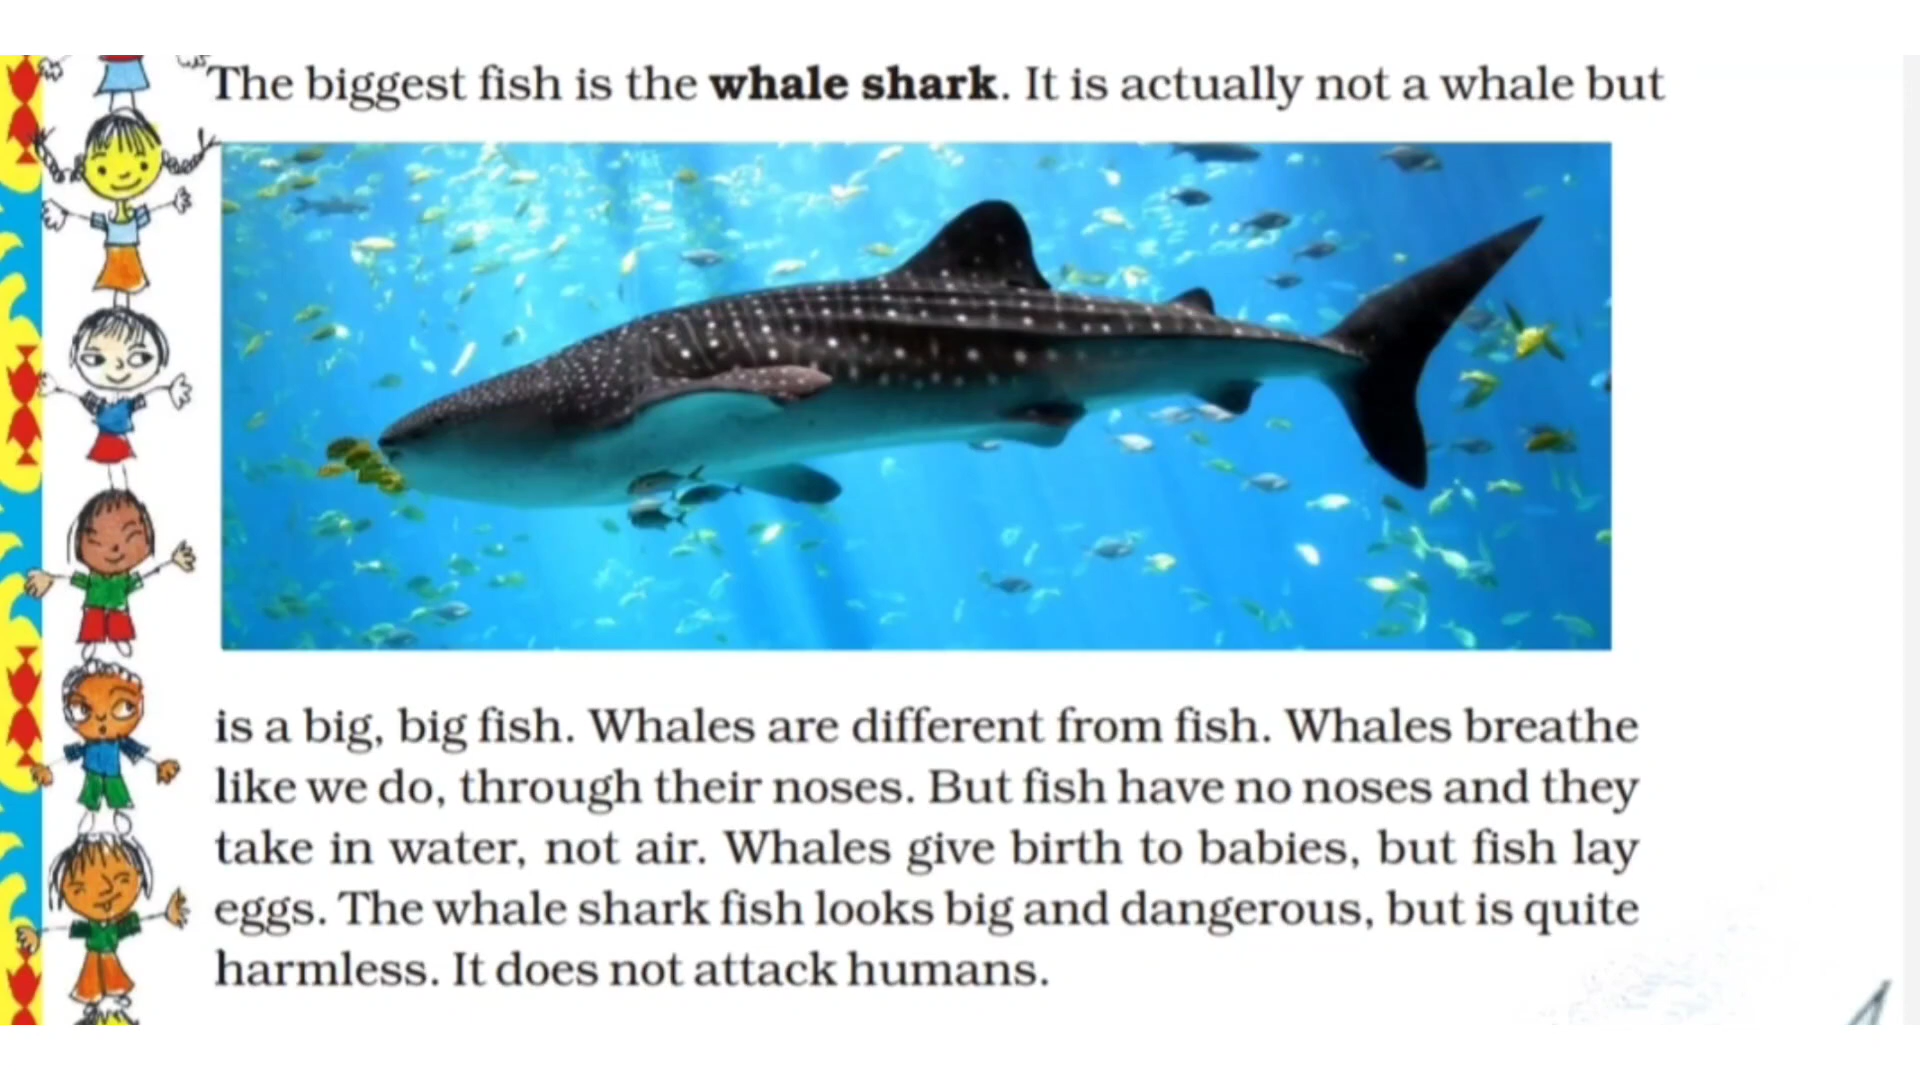 The biggest fish is the whale shark. It is actually not a whale but
is a big, big fish. Whales are different from fish. Whales breathe
like we do, through their noses. But fish have no noses and they
take in water, not air. Whales give birth to babies, but fish lay
eggs. The whale shark fish looks big and dangerous, but is quite
harmless. It does not attack humans.